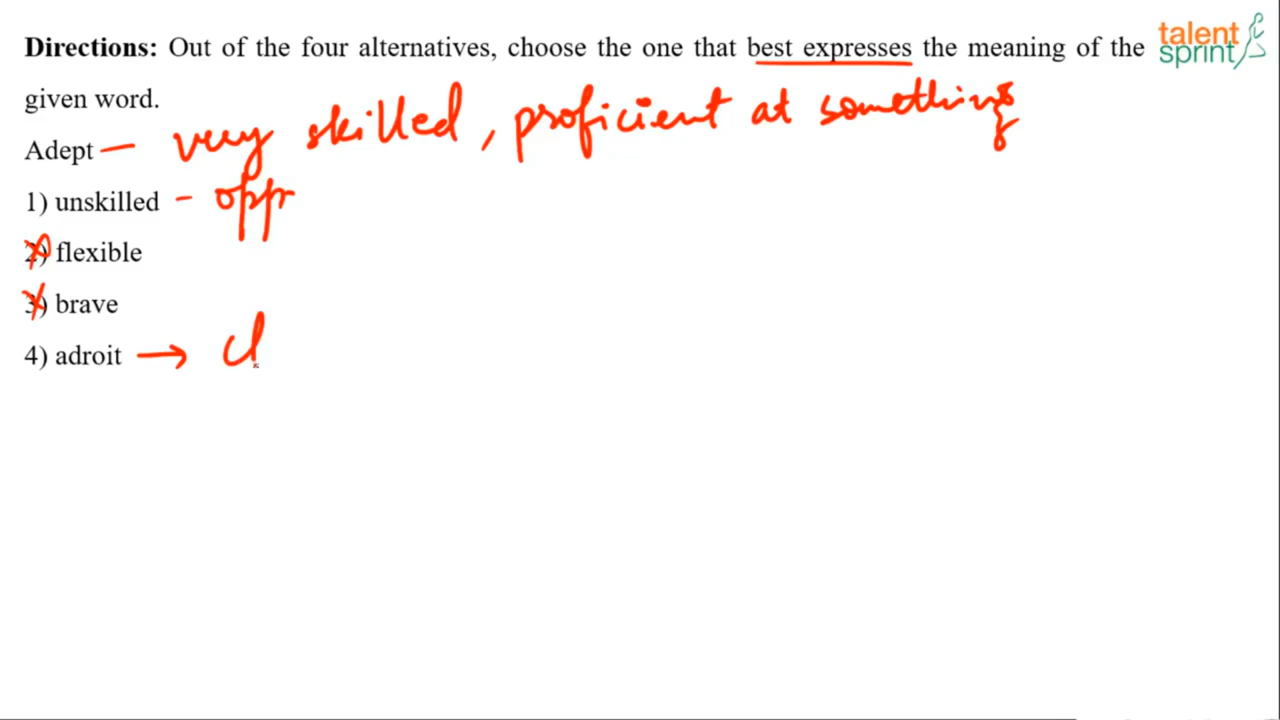 Directions: Out of the four alternatives, choose the one that best expresses the meaning of the
given word.
Adept — very skilled, proficient at something
1) unskilled - opp
2) flexible
3) brave
4) adroit → cl
talent
sprint